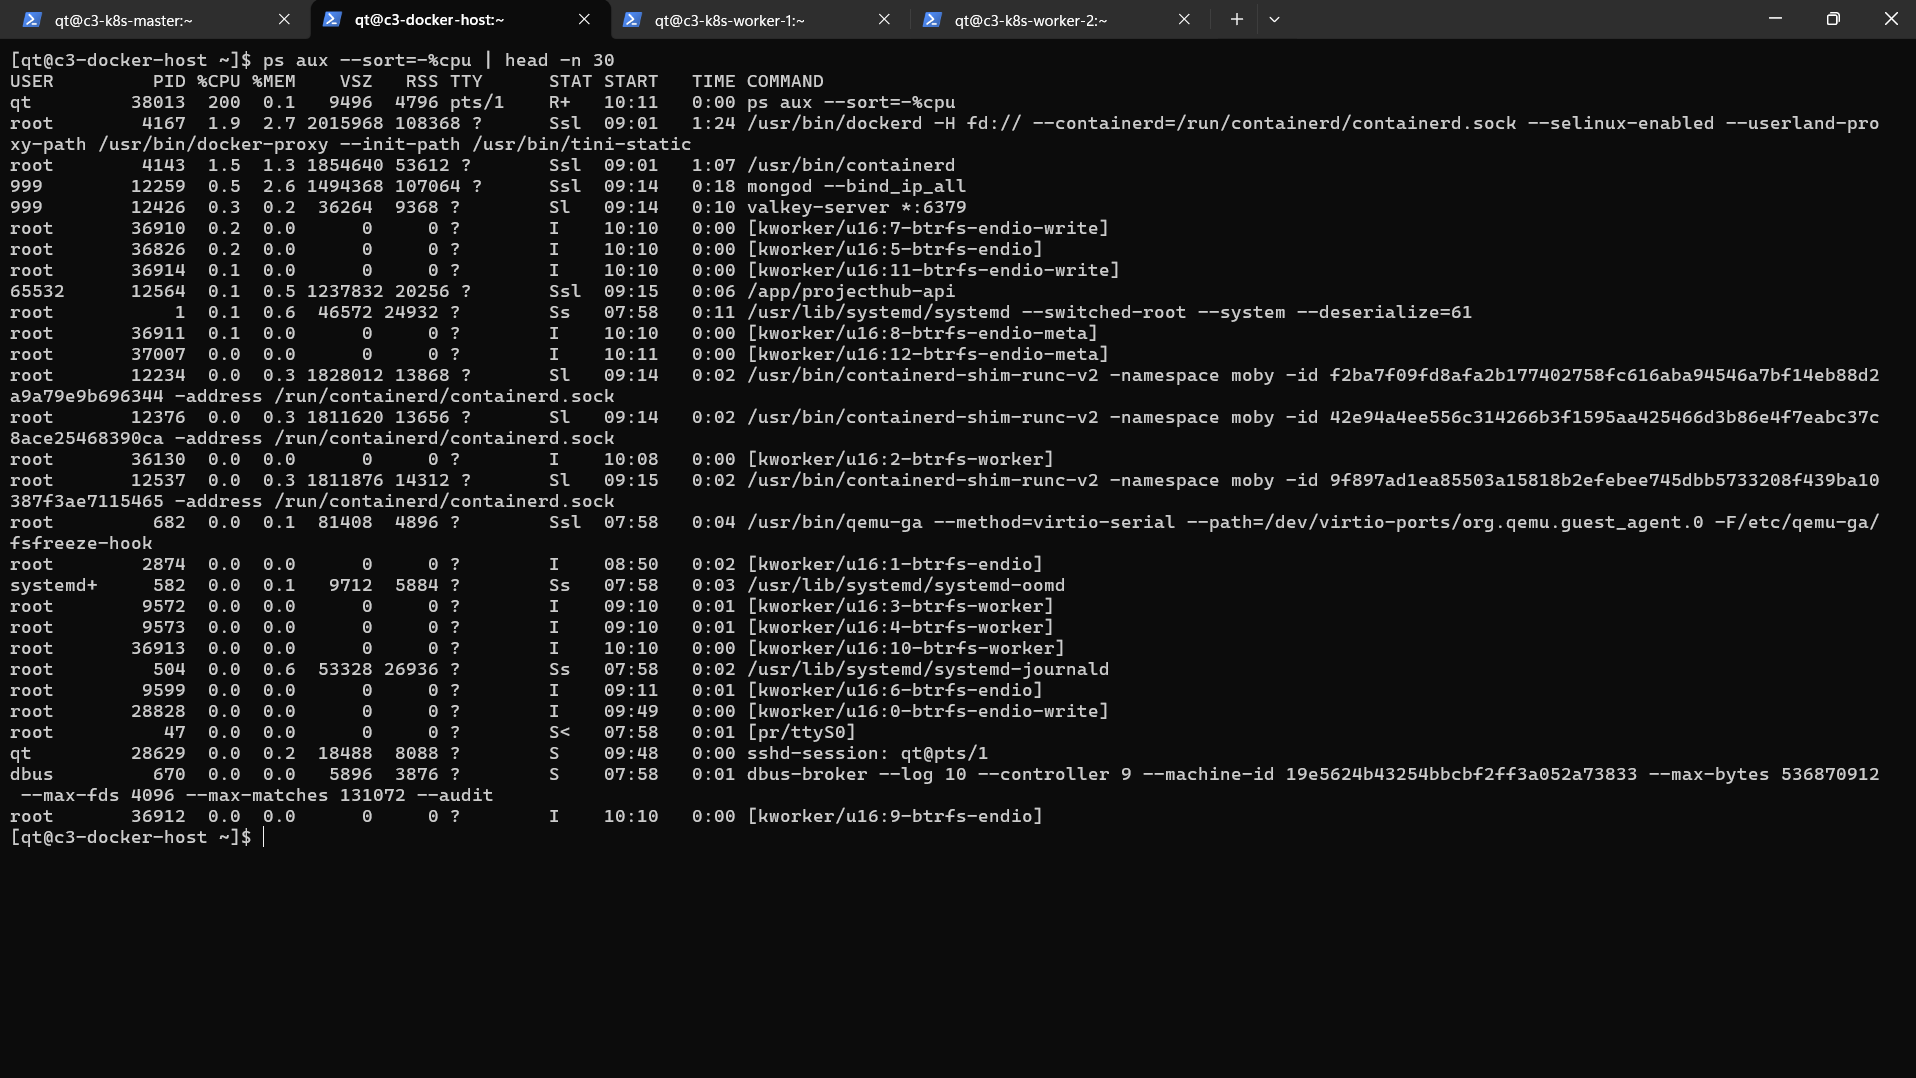 qt@c3-k8s-master:~ qt@c3-docker-host:~ qt@c3-k8s-worker-1:~ qt@c3-k8s-worker-2:~
[qt@c3-docker-host ~]$ ps aux --sort=-%cpu | head -n 30
USER         PID %CPU %MEM    VSZ   RSS TTY      STAT START   TIME COMMAND
qt         38013  200  0.1   9496  4796 pts/1    R+   10:11   0:00 ps aux --sort=-%cpu
root        4167  1.9  2.7 2015968 108368 ?      Ssl  09:01   1:24 /usr/bin/dockerd -H fd:// --containerd=/run/containerd/containerd.sock --selinux-enabled --userland-pro
xy-path /usr/bin/docker-proxy --init-path /usr/bin/tini-static
root        4143  1.5  1.3 1854640 53612 ?       Ssl  09:01   1:07 /usr/bin/containerd
999        12259  0.5  2.6 1494368 107064 ?      Ssl  09:14   0:18 mongod --bind_ip_all
999        12426  0.3  0.2  36264  9368 ?        Sl   09:14   0:10 valkey-server *:6379
root       36910  0.2  0.0      0     0 ?        I    10:10   0:00 [kworker/u16:7-btrfs-endio-write]
root       36826  0.2  0.0      0     0 ?        I    10:10   0:00 [kworker/u16:5-btrfs-endio]
root       36914  0.1  0.0      0     0 ?        I    10:10   0:00 [kworker/u16:11-btrfs-endio-write]
65532      12564  0.1  0.5 1237832 20256 ?       Ssl  09:15   0:06 /app/projecthub-api
root           1  0.1  0.6  46572 24932 ?        Ss   07:58   0:11 /usr/lib/systemd/systemd --switched-root --system --deserialize=61
root       36911  0.1  0.0      0     0 ?        I    10:10   0:00 [kworker/u16:8-btrfs-endio-meta]
root       37007  0.0  0.0      0     0 ?        I    10:11   0:00 [kworker/u16:12-btrfs-endio-meta]
root       12234  0.0  0.3 1828012 13868 ?       Sl   09:14   0:02 /usr/bin/containerd-shim-runc-v2 -namespace moby -id f2ba7f09fd8afa2b177402758fc616aba94546a7bf14eb88d2
a9a79e9b696344 -address /run/containerd/containerd.sock
root       12376  0.0  0.3 1811620 13656 ?       Sl   09:14   0:02 /usr/bin/containerd-shim-runc-v2 -namespace moby -id 42e94a4ee556c314266b3f1595aa425466d3b86e4f7eabc37c
8ace25468390ca -address /run/containerd/containerd.sock
root       36130  0.0  0.0      0     0 ?        I    10:08   0:00 [kworker/u16:2-btrfs-worker]
root       12537  0.0  0.3 1811876 14312 ?       Sl   09:15   0:02 /usr/bin/containerd-shim-runc-v2 -namespace moby -id 9f897ad1ea85503a15818b2efebee745dbb5733208f439ba10
387f3ae7115465 -address /run/containerd/containerd.sock
root         682  0.0  0.1  81408  4896 ?        Ssl  07:58   0:04 /usr/bin/qemu-ga --method=virtio-serial --path=/dev/virtio-ports/org.qemu.guest_agent.0 -F/etc/qemu-ga/
fsfreeze-hook
root        2874  0.0  0.0      0     0 ?        I    08:50   0:02 [kworker/u16:1-btrfs-endio]
systemd+     582  0.0  0.1   9712  5884 ?        Ss   07:58   0:03 /usr/lib/systemd/systemd-oomd
root        9572  0.0  0.0      0     0 ?        I    09:10   0:01 [kworker/u16:3-btrfs-worker]
root        9573  0.0  0.0      0     0 ?        I    09:10   0:01 [kworker/u16:4-btrfs-worker]
root       36913  0.0  0.0      0     0 ?        I    10:10   0:00 [kworker/u16:10-btrfs-worker]
root         504  0.0  0.6  53328 26936 ?        Ss   07:58   0:02 /usr/lib/systemd/systemd-journald
root        9599  0.0  0.0      0     0 ?        I    09:11   0:01 [kworker/u16:6-btrfs-endio]
root       28828  0.0  0.0      0     0 ?        I    09:49   0:00 [kworker/u16:0-btrfs-endio-write]
root          47  0.0  0.0      0     0 ?        S<   07:58   0:01 [pr/ttyS0]
qt         28629  0.0  0.2  18488  8088 ?        S    09:48   0:00 sshd-session: qt@pts/1
dbus         670  0.0  0.0   5896  3876 ?        S    07:58   0:01 dbus-broker --log 10 --controller 9 --machine-id 19e5624b43254bbcbf2ff3a052a73833 --max-bytes 536870912
 --max-fds 4096 --max-matches 131072 --audit
root       36912  0.0  0.0      0     0 ?        I    10:10   0:00 [kworker/u16:9-btrfs-endio]
[qt@c3-docker-host ~]$